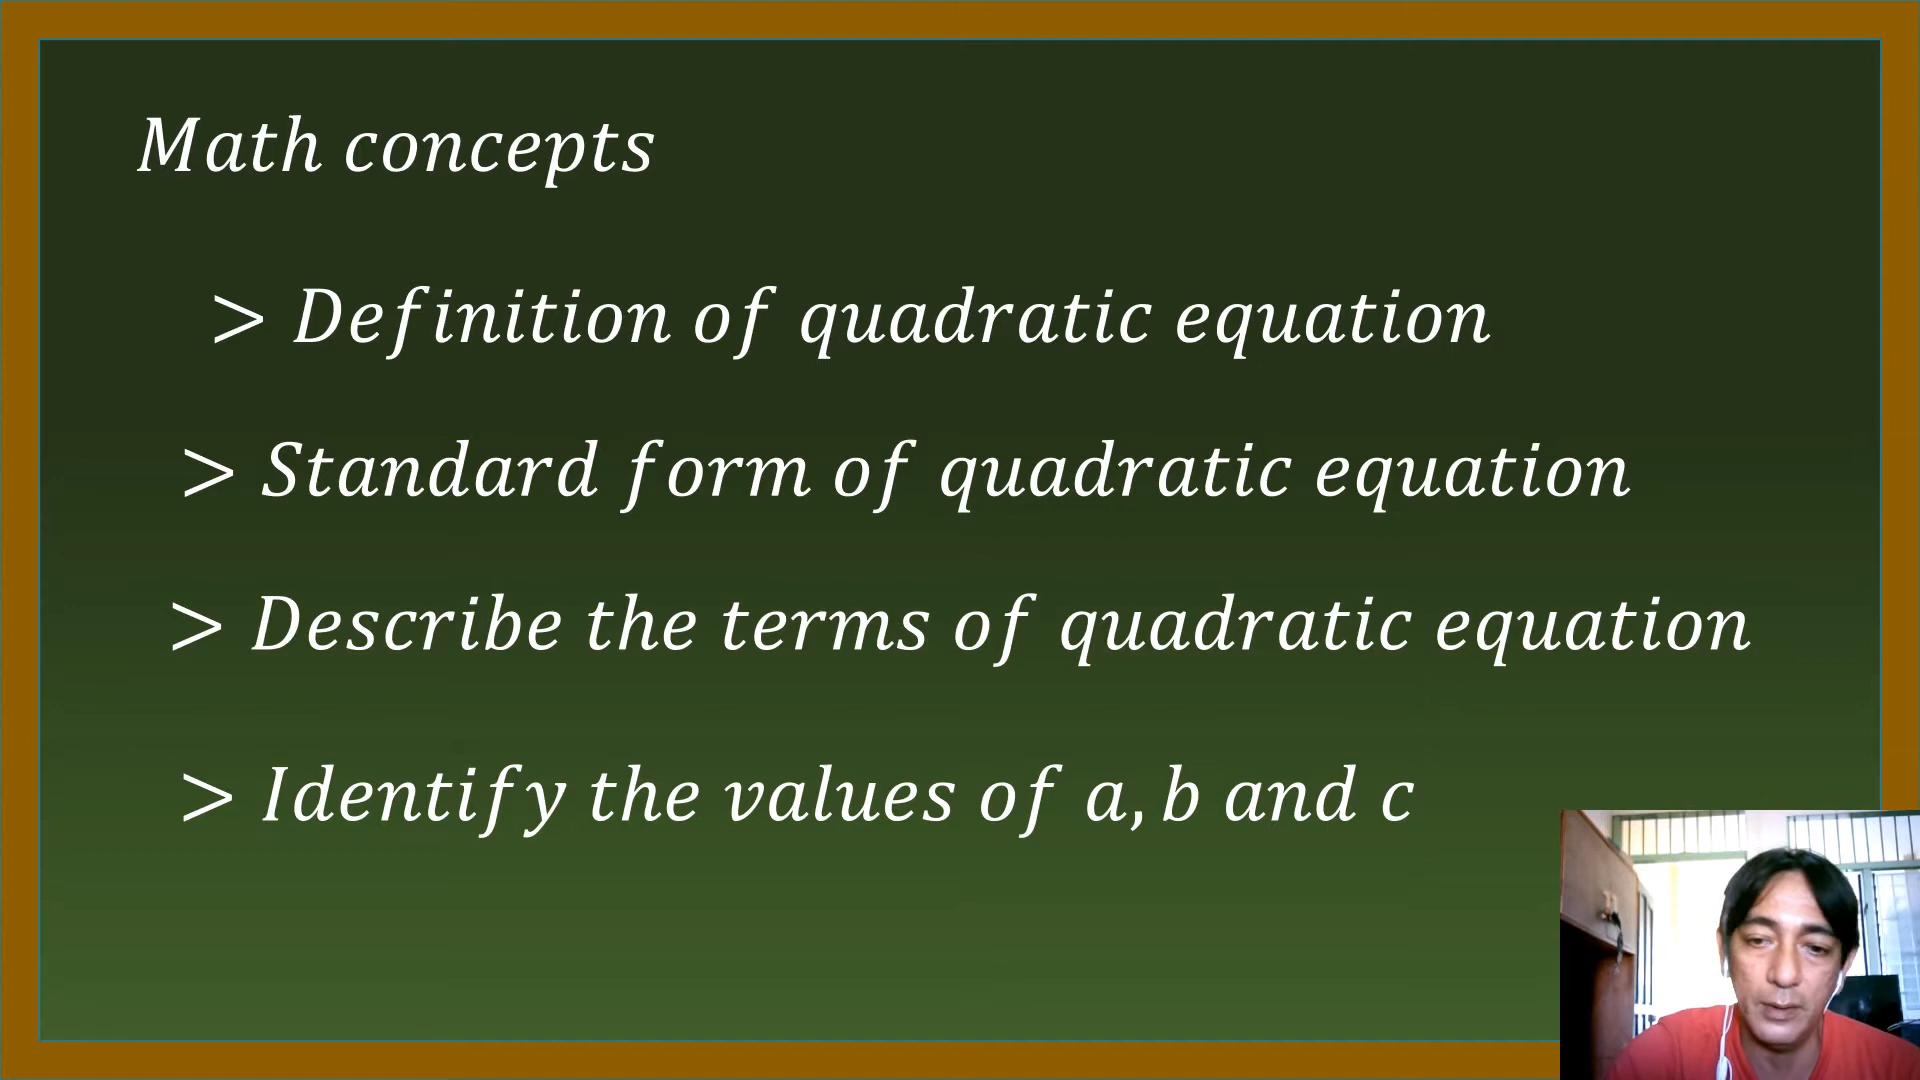 Math concepts
> Definition of quadratic equation
> Standard form of quadratic equation
> Describe the terms of quadratic equation
> Identify the values of a, b and c